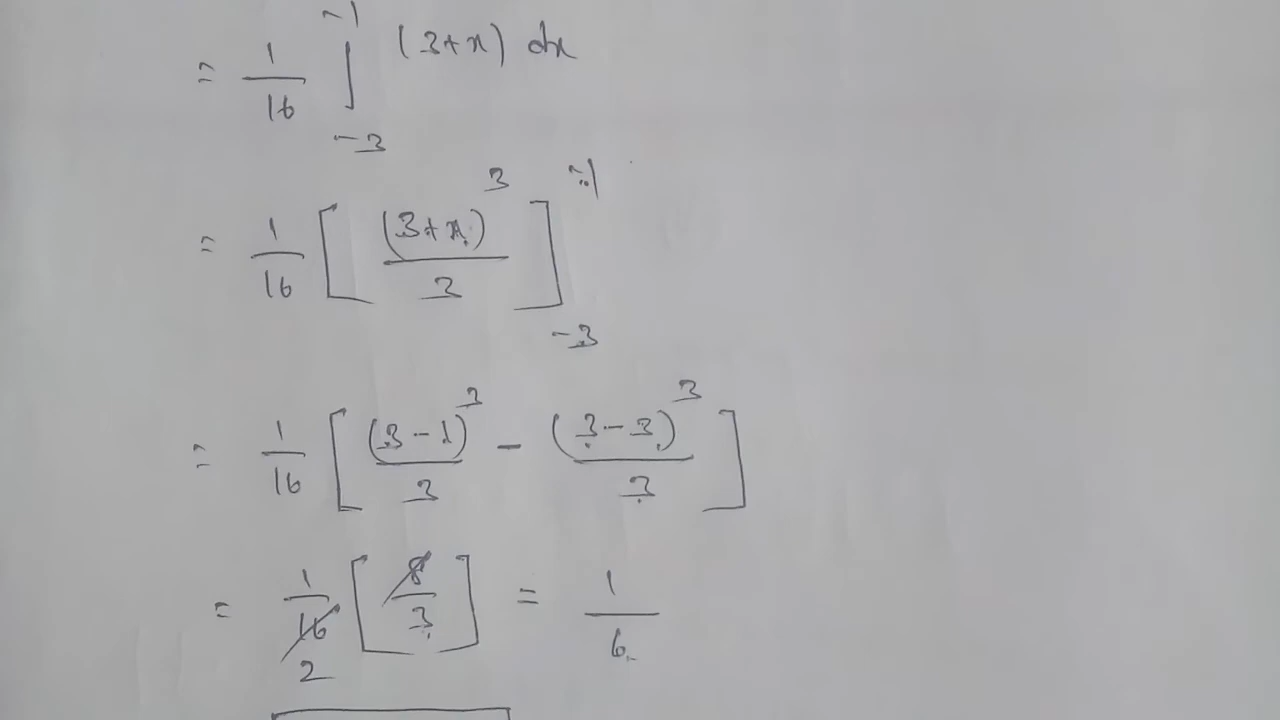 = 1/16 ∫_{-3}^{-1} (3+x) dx
= 1/16 [ (3+x)^3 / 3 ]_{-3}^{-1}
= 1/16 [ (3-1)^3 / 3 - (3-3)^3 / 3 ]
= 1/16 2 [ 8/3 ] = 1/6